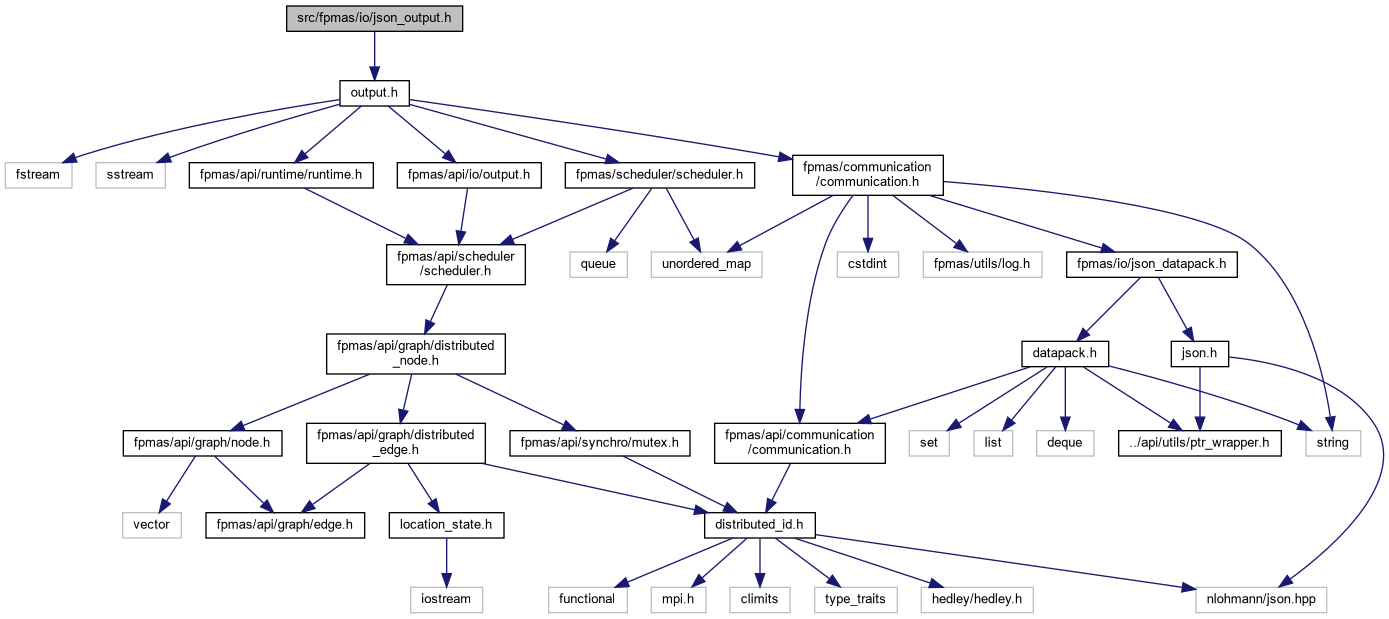 src/fpmas/io/json_output.h
output.h
fstream
sstream
fpmas/api/runtime/runtime.h
fpmas/api/io/output.h
fpmas/scheduler/scheduler.h
fpmas/communication
/communication.h
fpmas/api/scheduler
/scheduler.h
queue
unordered_map
cstdint
fpmas/utils/log.h
fpmas/io/json_datapack.h
fpmas/api/graph/distributed
_node.h
datapack.h
json.h
fpmas/api/graph/node.h
fpmas/api/graph/distributed
_edge.h
fpmas/api/synchro/mutex.h
fpmas/api/communication
/communication.h
set
list
deque
../api/utils/ptr_wrapper.h
string
vector
fpmas/api/graph/edge.h
location_state.h
distributed_id.h
iostream
functional
mpi.h
climits
type_traits
hedley/hedley.h
nlohmann/json.hpp